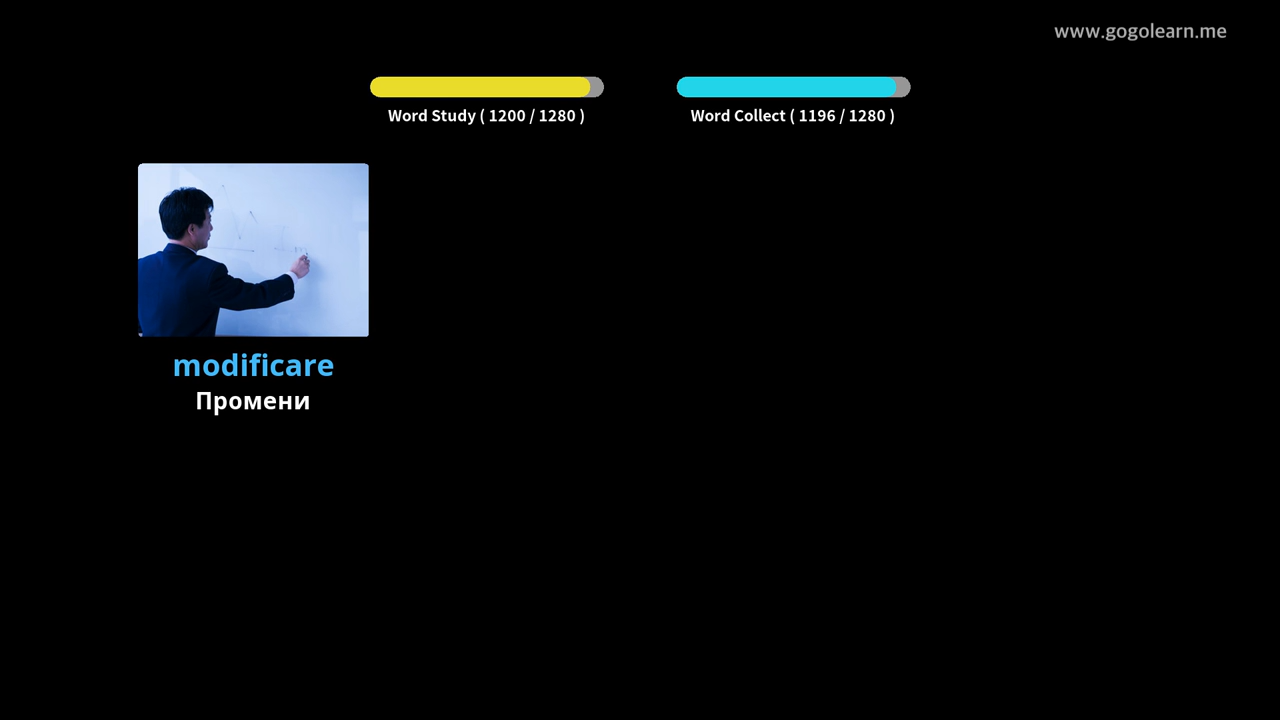 www.gogolearn.me
Word Study ( 1200 / 1280 )
Word Collect ( 1196 / 1280 )
modificare
Промени